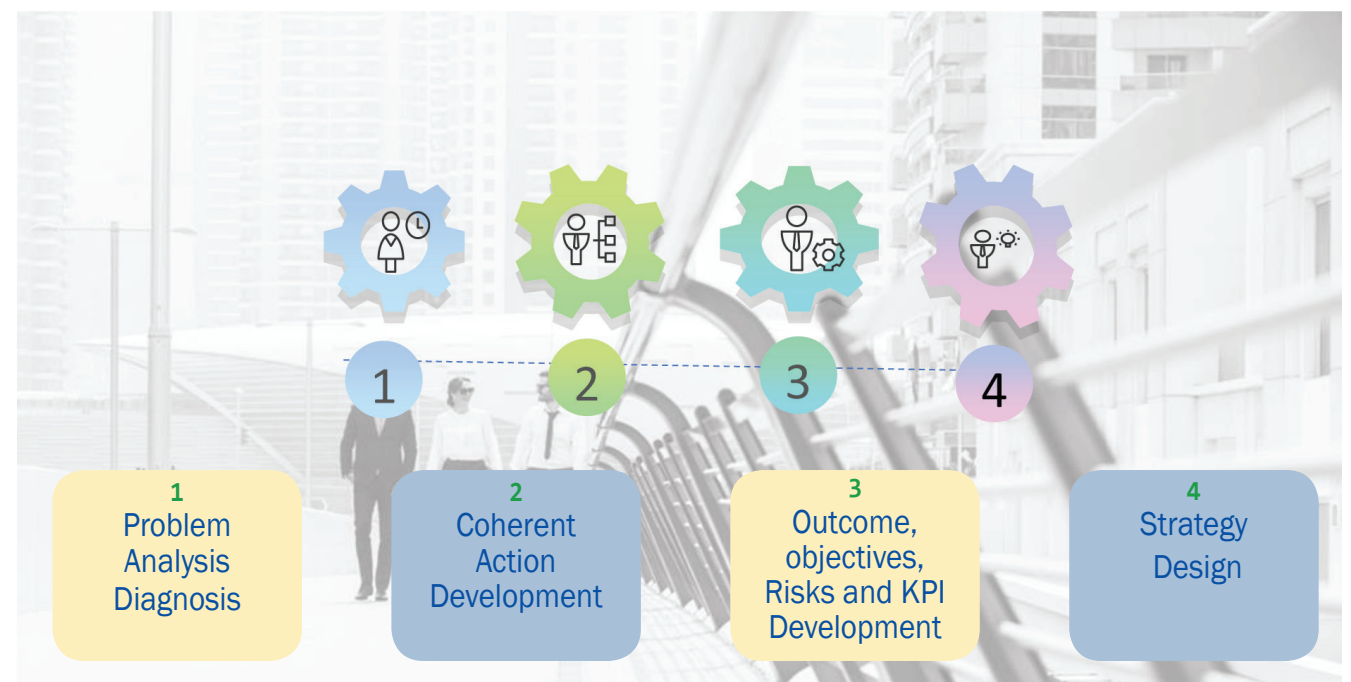 1
2
3
4
1
Problem
Analysis
Diagnosis
2
Coherent
Action
Development
3
Outcome,
objectives,
Risks and KPI
Development
4
Strategy
Design